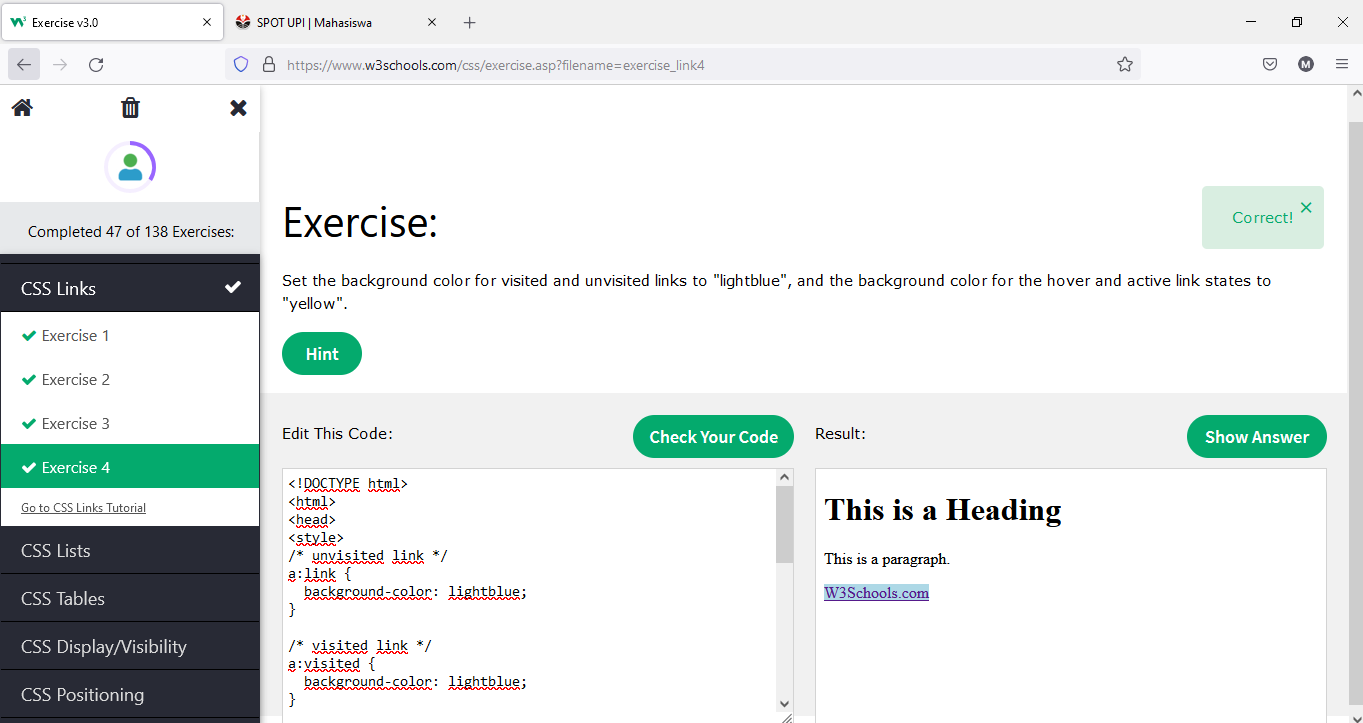 Exercise v3.0
SPOT UPI | Mahasiswa
https://www.w3schools.com/css/exercise.asp?filename=exercise_link4
M
Completed 47 of 138 Exercises:
CSS Links
Exercise 1
Exercise 2
Exercise 3
Exercise 4
Go to CSS Links Tutorial
CSS Lists
CSS Tables
CSS Display/Visibility
CSS Positioning
Exercise:
Correct!
Set the background color for visited and unvisited links to "lightblue", and the background color for the hover and active link states to
"yellow".
Hint
Edit This Code:
Check Your Code
<!DOCTYPE html>
<html>
<head>
<style>
/* unvisited link */
a:link {
  background-color: lightblue;
}
/* visited link */
a:visited {
  background-color: lightblue;
}
Result:
Show Answer
This is a Heading
This is a paragraph.
W3Schools.com